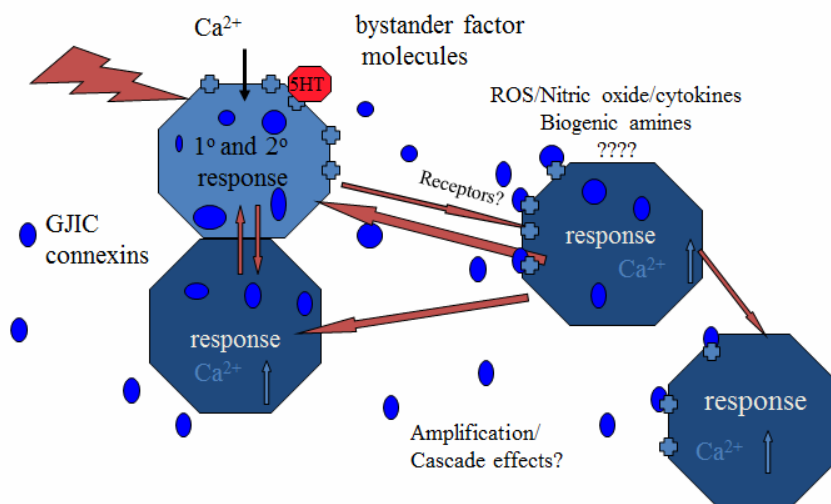 Ca²⁺
bystander factor
molecules
5HT
ROS/Nitric oxide/cytokines
Biogenic amines
????
1º and 2º
response
Receptors?
GJIC
connexins
response
Ca²⁺
response
Ca²⁺
response
Ca²⁺
Amplification/
Cascade effects?